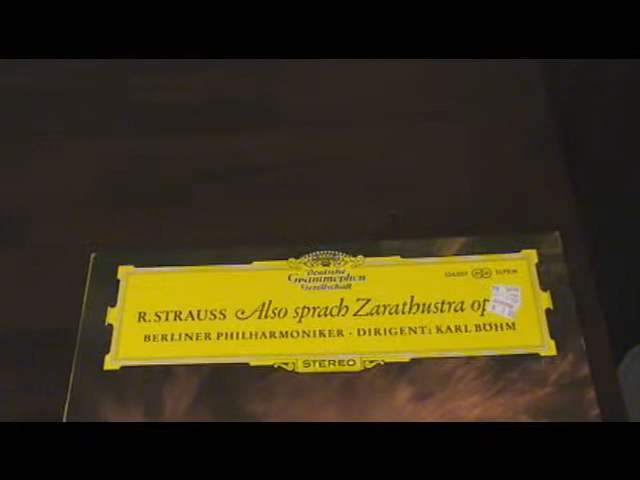 Deutsche
Grammophon
Gesellschaft
R. STRAUSS Also sprach Zarathustra op
BERLINER PHILHARMONIKER - DIRIGENT: KARL BÖHM
STEREO